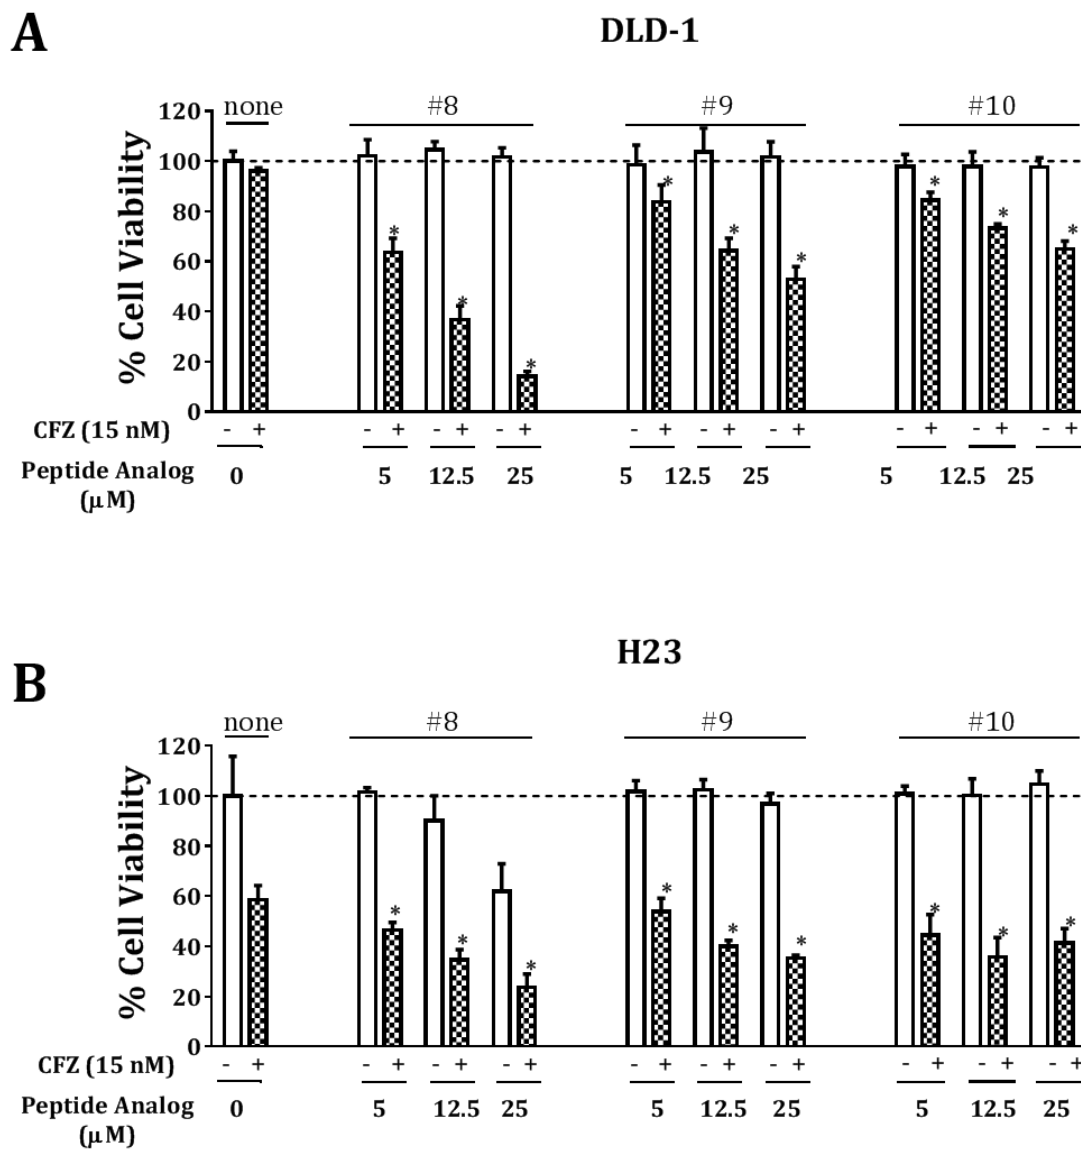 A
DLD-1
none #8 #9 #10
120
100
80
60
40
20
0
% Cell Viability
* * * * * * * * *
CFZ (15 nM) - + - + - + - + - + - + - + - + - + - +
Peptide Analog 0 5 12.5 25 5 12.5 25 5 12.5 25
(μM)
H23
B
none #8 #9 #10
120
100
80
60
40
20
0
% Cell Viability
* * * * * * * * *
CFZ (15 nM) - + - + - + - + - + - + - + - + - + - +
Peptide Analog 0 5 12.5 25 5 12.5 25 5 12.5 25
(μM)